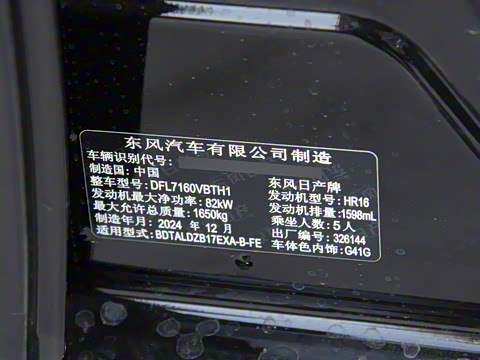 东风汽车有限公司制造
车辆识别代号：
制造国：中国
东风日产牌
整车型号：DFL7160VBTH1
发动机型号：HR16
发动机最大净功率：82kW
发动机排量：1598mL
最大允许总质量：1650kg
乘坐人数：5人
制造年月：2024 年 12 月
出厂编号：326144
适用型式：BDTALDZB17EXA-B-FE
车体色内饰：G41G